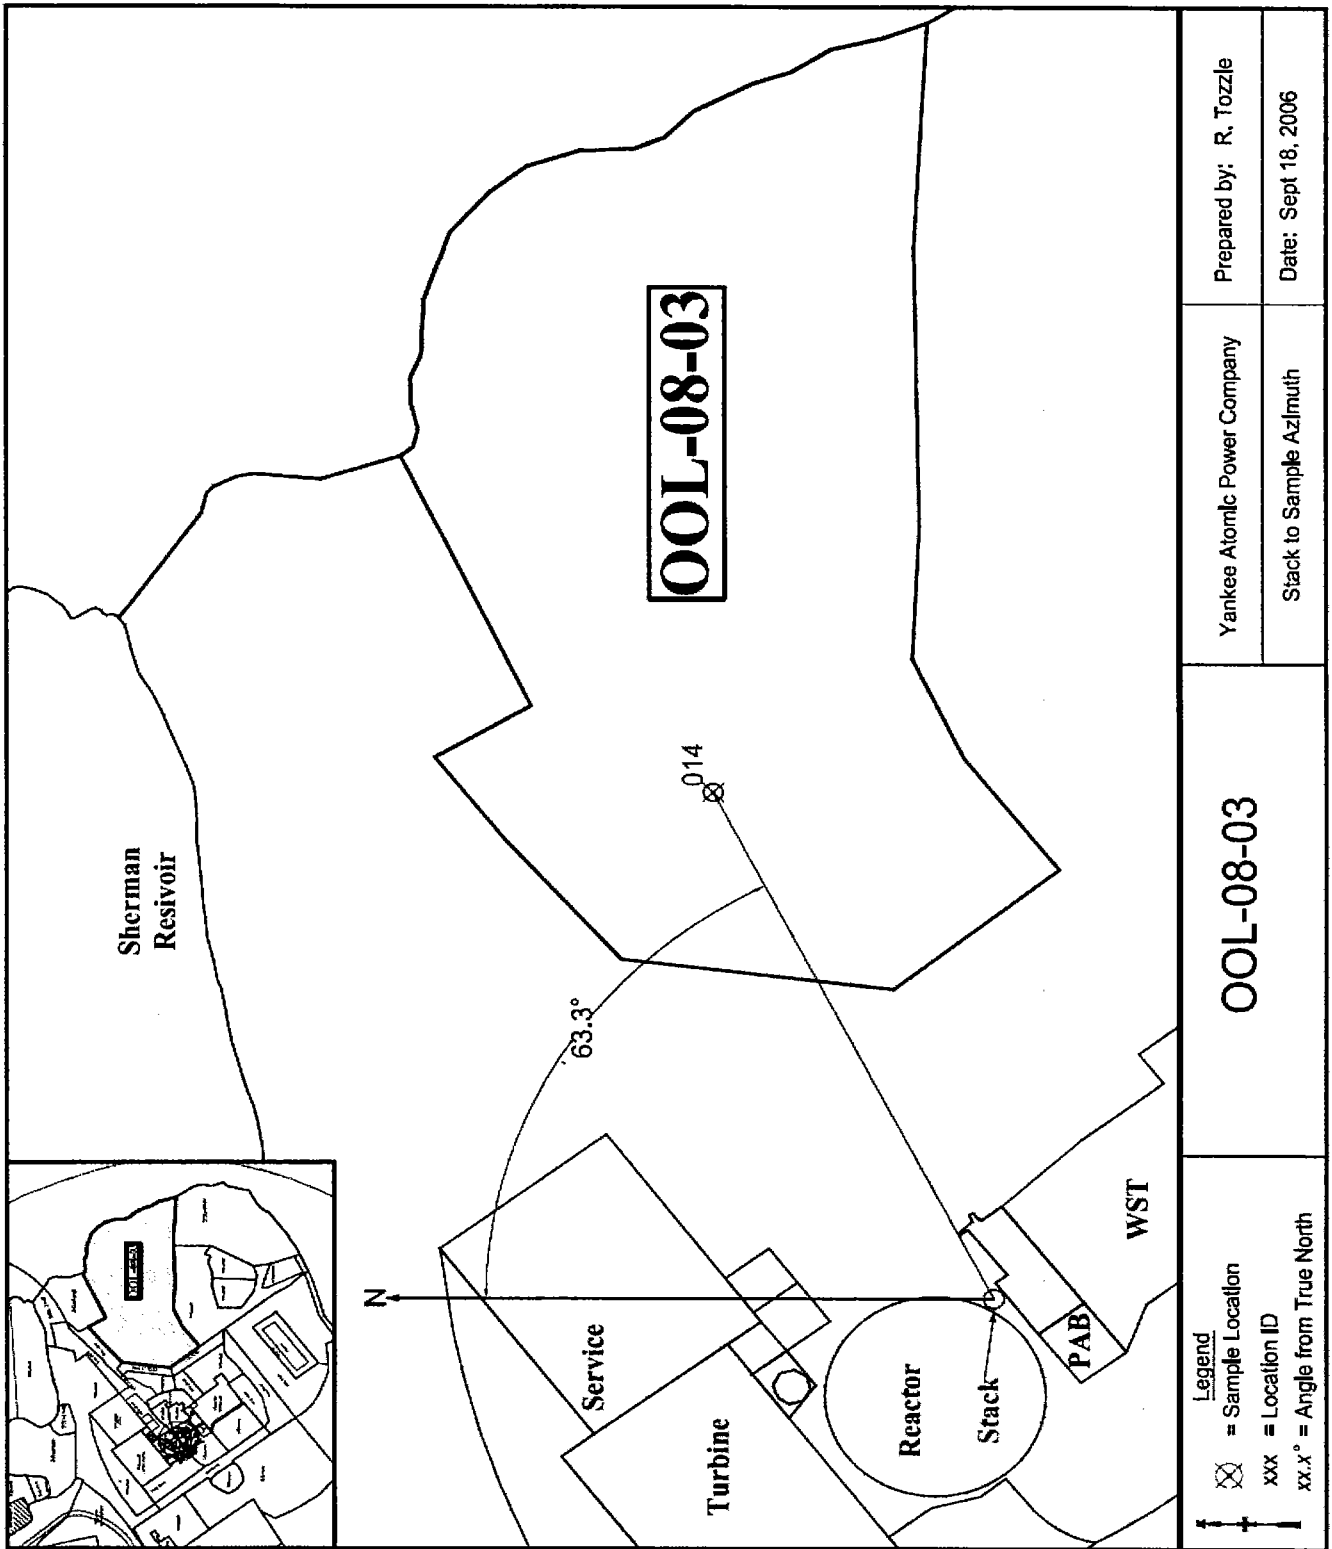 Sherman
Resivoir
OOL-08-03
014
63.3°
N
Service
Turbine
Reactor
Stack
PAB
WST
Legend
= Sample Location
xxx = Location ID
xx.x° = Angle from True North
OOL-08-03
Yankee Atomic Power Company
Prepared by: R. Tozzle
Stack to Sample Azimuth
Date: Sept 18, 2006